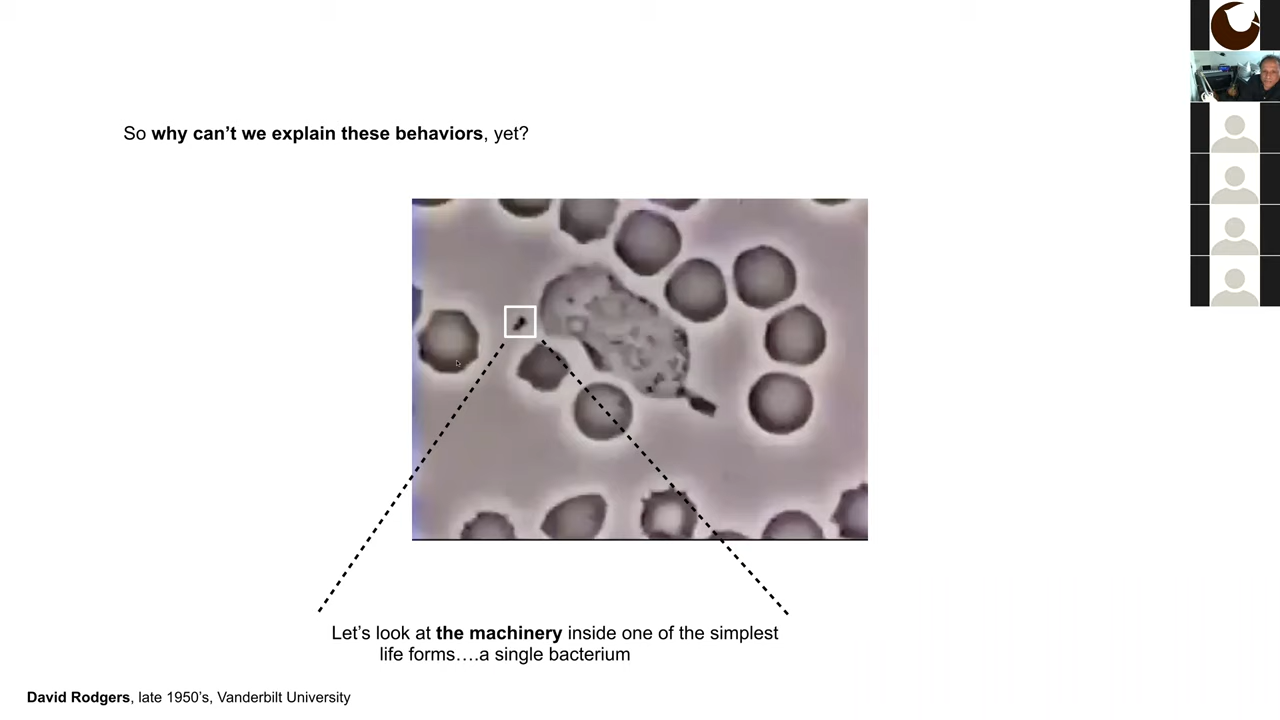 So why can’t we explain these behaviors, yet?
Let’s look at the machinery inside one of the simplest
life forms….a single bacterium
David Rodgers, late 1950’s, Vanderbilt University